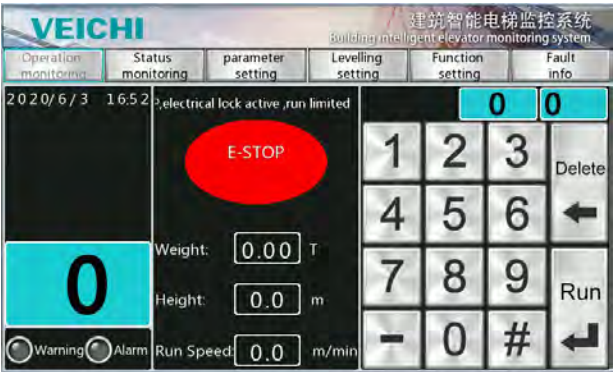 VEICHI
建筑智能电梯监控系统
Building intelligent elevator monitoring system
Operation monitoring
Status monitoring
parameter setting
Levelling setting
Function setting
Fault info
2020/6/3 16:52
,electrical lock active ,run limited
0 0
E-STOP
1 2 3
Delete
4 5 6
Weight: 0.00 T
0
7 8 9
Run
Height: 0.0 m
Warning Alarm
Run Speed: 0.0 m/min
- 0 #